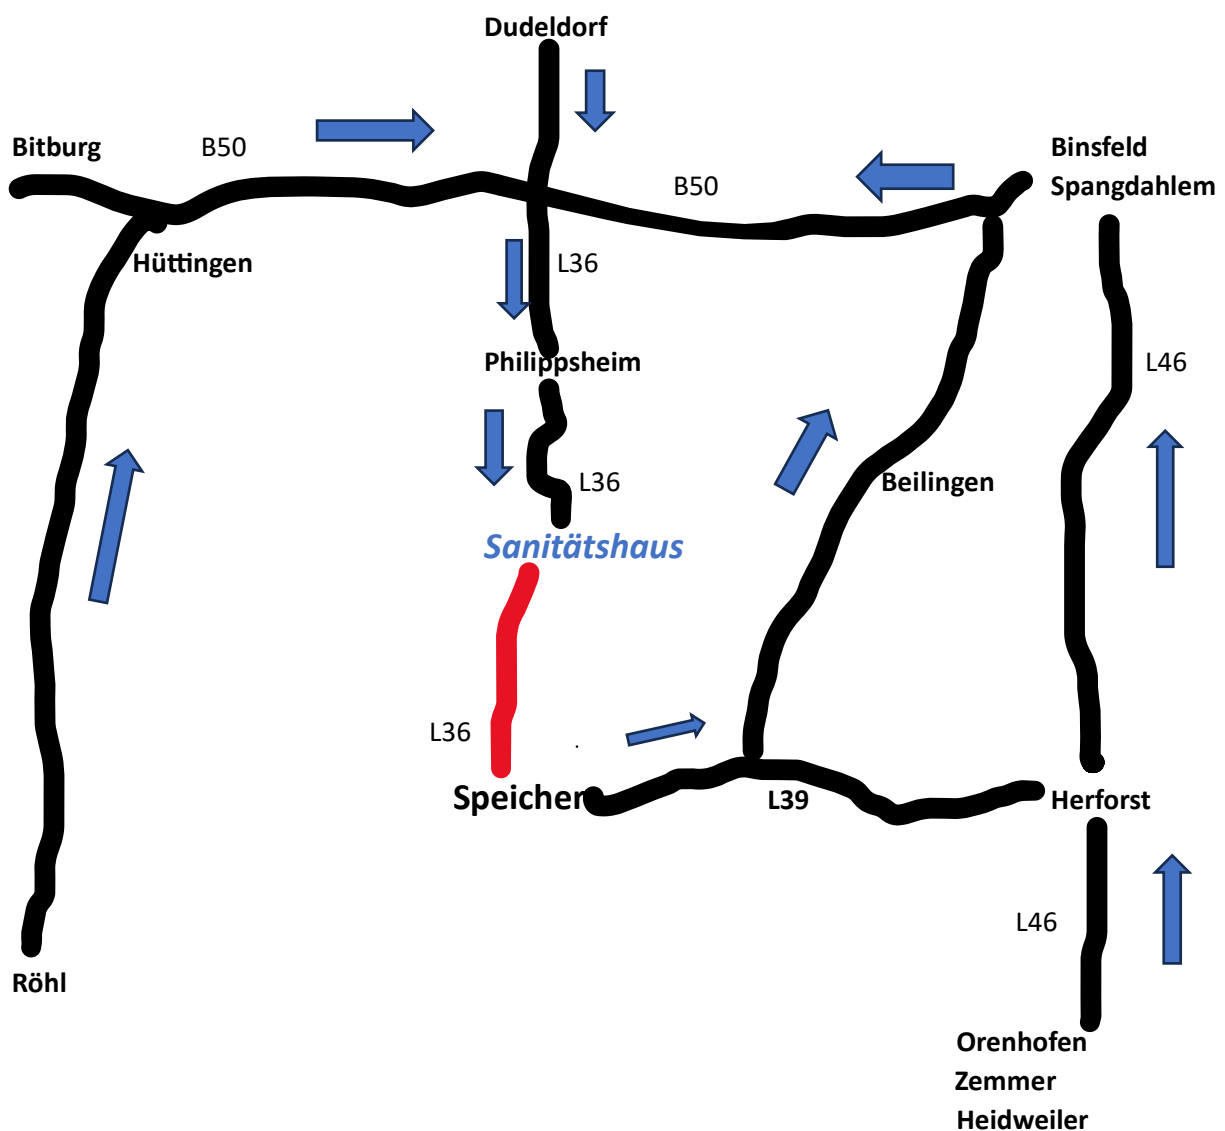 Dudeldorf
Bitburg
B50
Binsfeld
B50
Spangdahlem
Hüttingen
L36
Philippsheim
L46
L36
Beilingen
Sanitätshaus
L36
Speicher
L39
Herforst
L46
Röhl
Orenhofen
Zemmer
Heidweiler